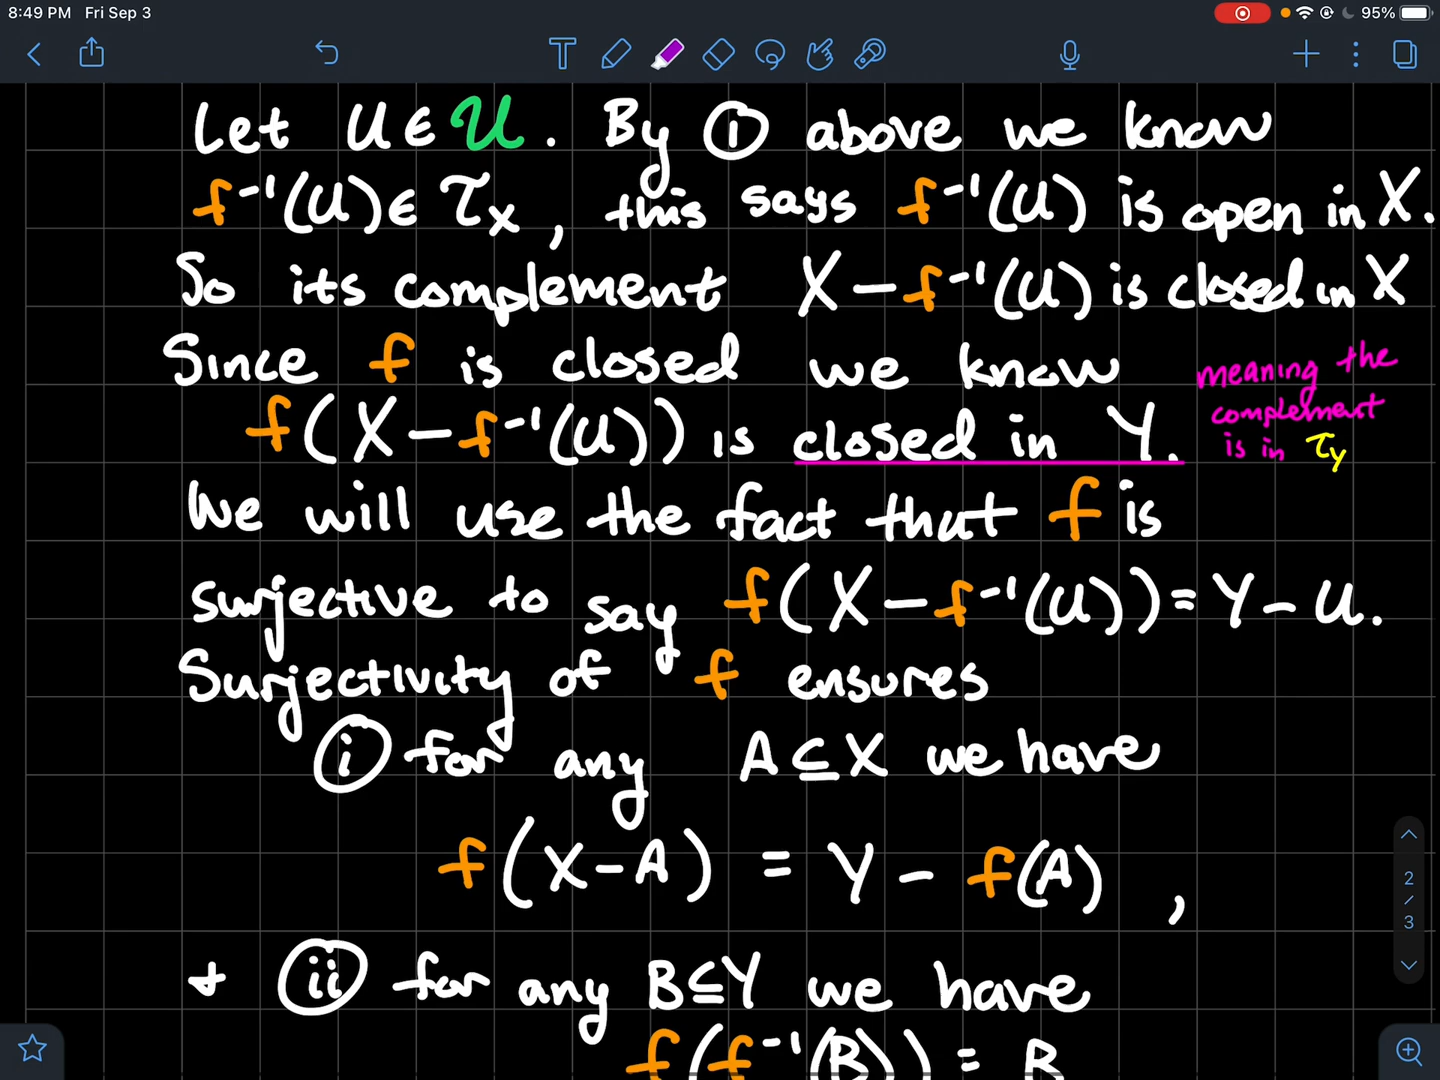 8:49 PM Fri Sep 3 95%
Let U ∈ 𝒰. By ⓘ above we know
f⁻¹(U) ∈ τ_X, this says f⁻¹(U) is open in X.
So its complement X − f⁻¹(U) is closed in X
Since f is closed we know
f(X − f⁻¹(U)) is closed in Y.
meaning the
complement
is in τ_Y
We will use the fact that f is
surjective to say f(X − f⁻¹(U)) = Y − U.
Surjectivity of f ensures
ⓘ for any A ⊆ X we have
f(X − A) = Y − f(A),
+ (ii) for any B ⊆ Y we have
f(f⁻¹(B)) = B
2
/
3